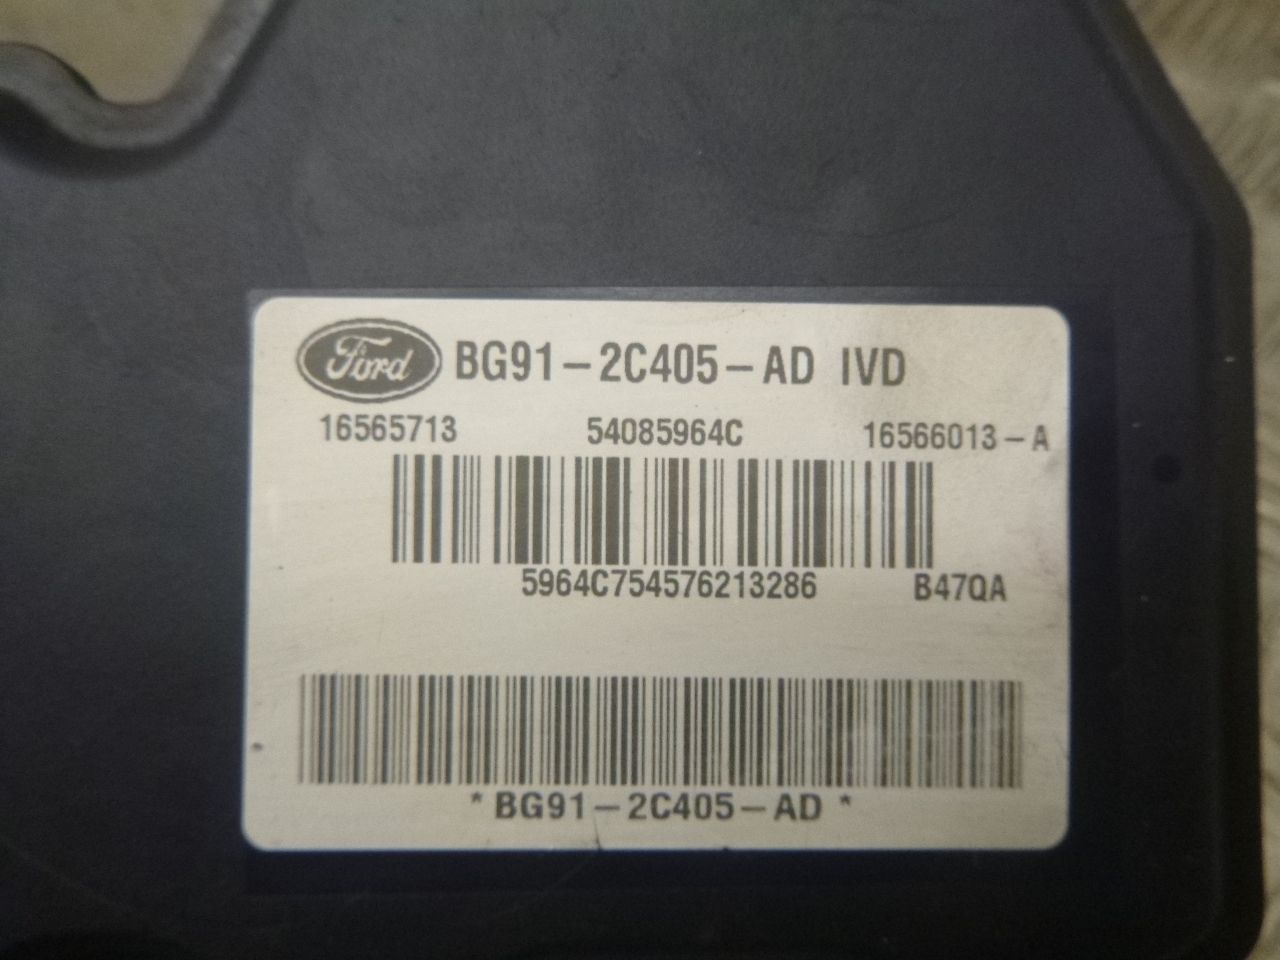 Ford BG91-2C405-AD IVD
16565713 54085964C 16566013-A
5964C754576213286 B47QA
*BG91-2C405-AD*